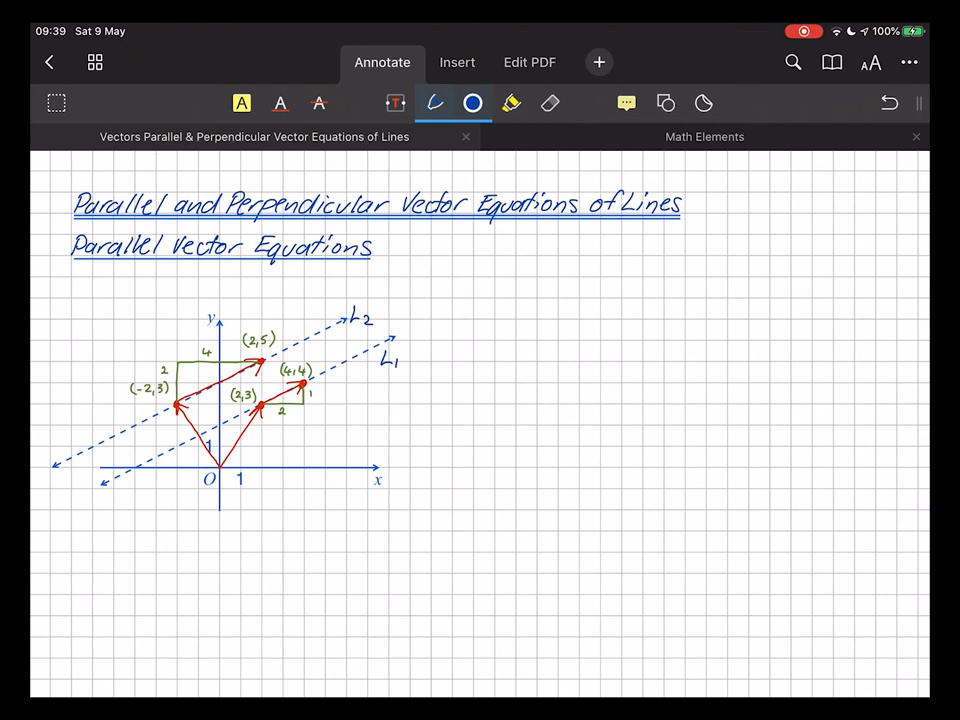 09:39 Sat 9 May 100%
Annotate Insert Edit PDF
Vectors Parallel & Perpendicular Vector Equations of Lines
Math Elements
Parallel and Perpendicular Vector Equations of Lines
Parallel Vector Equations
y
L2
(2,5)
4
L1
2
(4,4)
(-2,3)
(2,3)
1
2
1
O
1
x